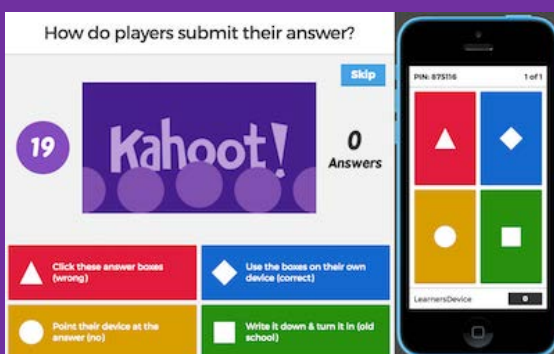 How do players submit their answer?
Skip
19
Kahoot!
0
Answers
Click these answer boxes
(wrong)
Use the boxes on their own
device (correct)
Point their device at the
answer (no)
Write it down & turn it in (old
school)
PIN: 875116
1 of 1
LearnersDevice
0